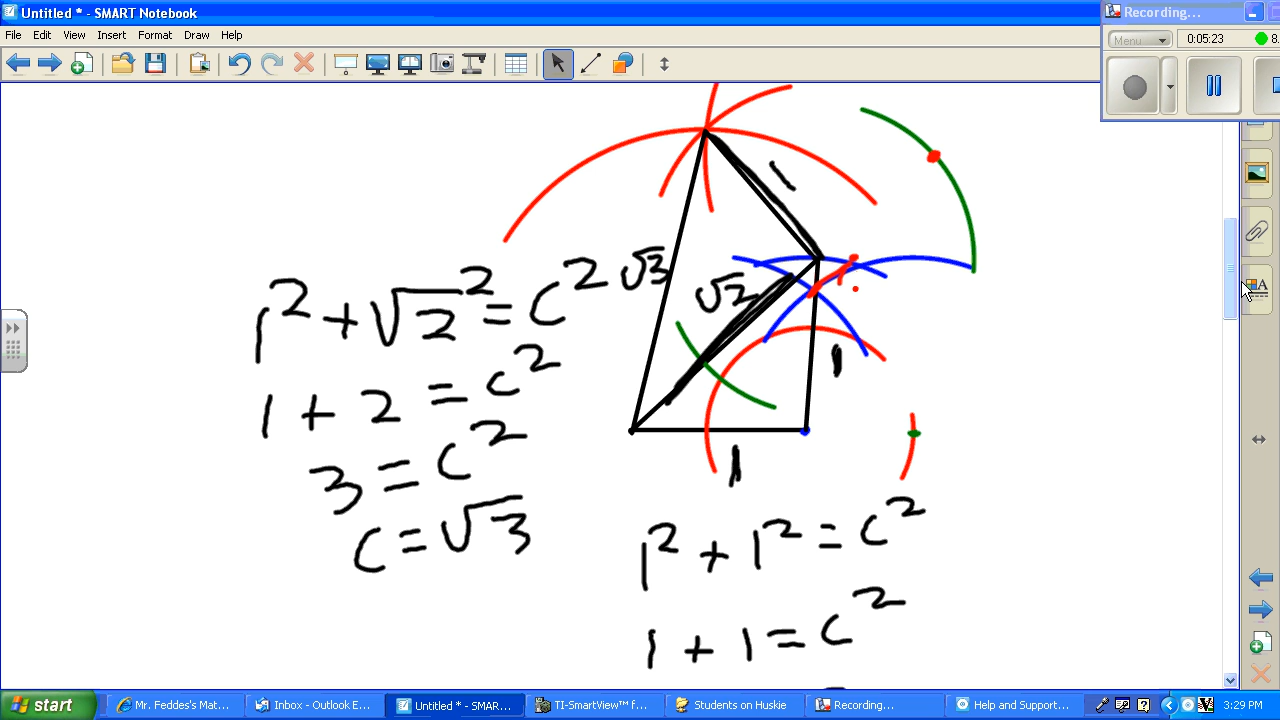 Untitled * - SMART Notebook
Recording...
File Edit View Insert Format Draw Help
Menu
0:05:23
8.
1
√3
√2
1
1
1² + √2² = C²
1 + 2 = C²
3 = C²
C = √3
1² + 1² = C²
1 + 1 = C²
start
Mr. Feddes's Mat...
Inbox - Outlook E...
Untitled * - SMAR...
TI-SmartView™ f...
Students on Huskie
Recording...
Help and Support...
3:29 PM